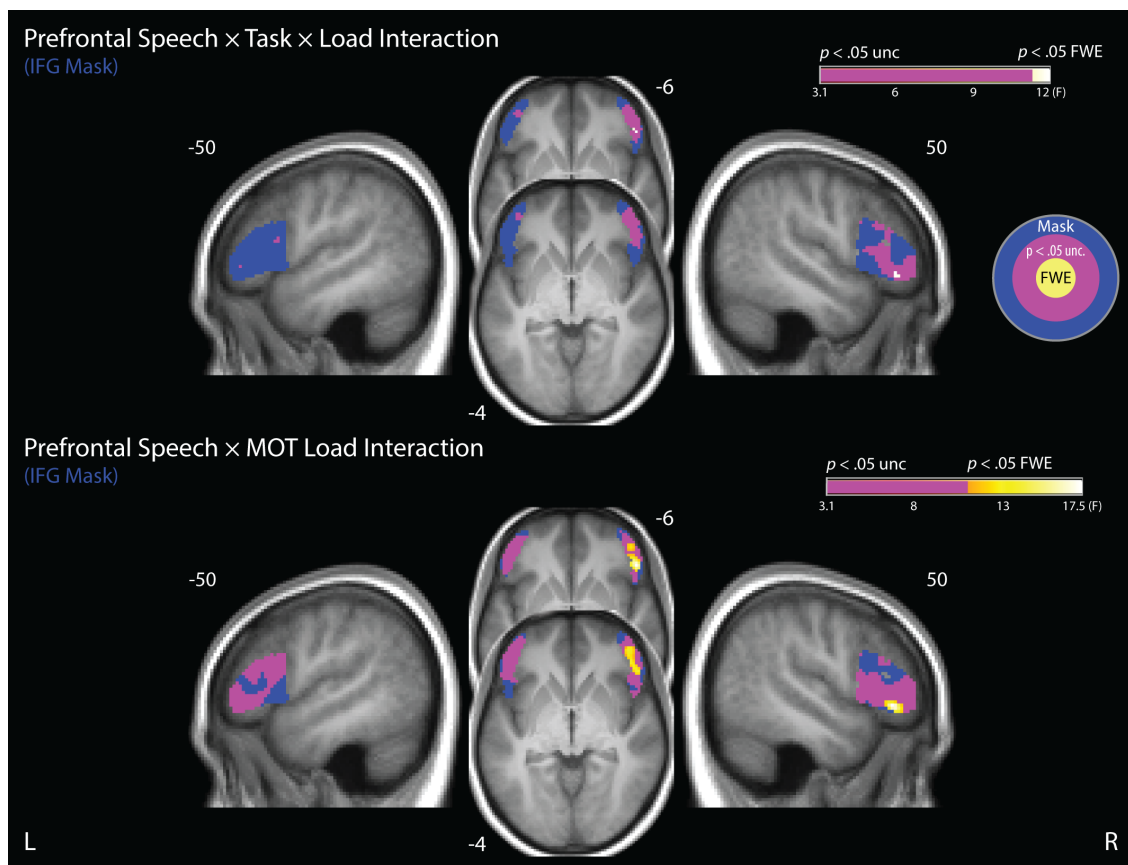 Prefrontal Speech × Task × Load Interaction
(IFG Mask)
p < .05 unc p < .05 FWE
3.1 6 9 12 (F)
-6
-50
50
Mask
p < .05 unc.
FWE
-4
Prefrontal Speech × MOT Load Interaction
(IFG Mask)
p < .05 unc p < .05 FWE
3.1 8 13 17.5 (F)
-6
-50
50
-4
L
R